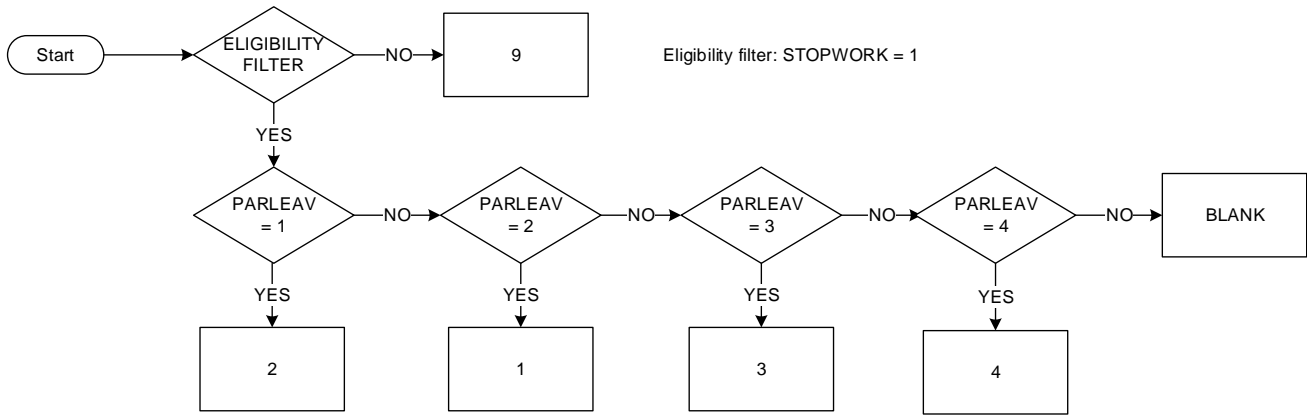 Start
ELIGIBILITY
FILTER
NO
9
Eligibility filter: STOPWORK = 1
YES
PARLEAV
= 1
NO
PARLEAV
= 2
NO
PARLEAV
= 3
NO
PARLEAV
= 4
NO
BLANK
YES
YES
YES
YES
2
1
3
4